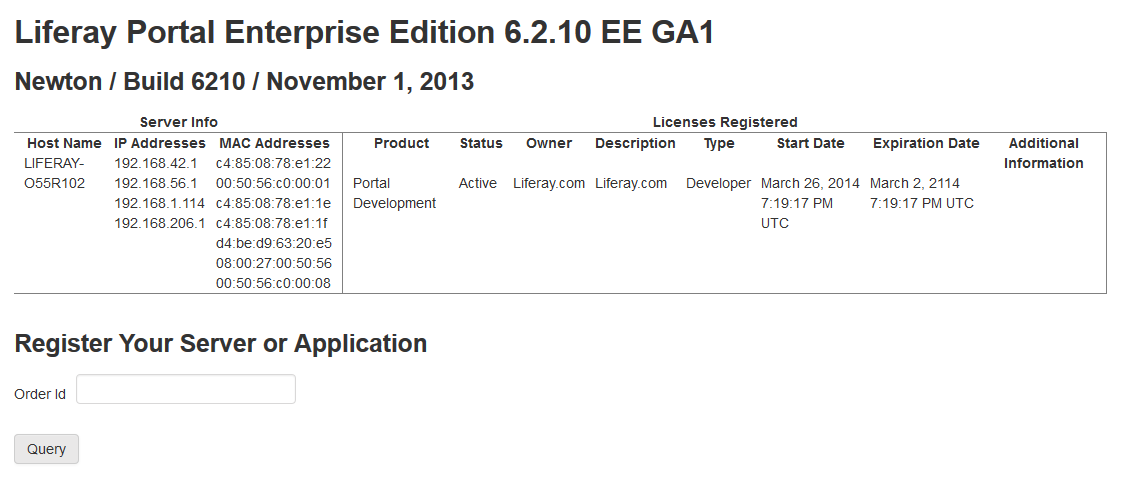 Liferay Portal Enterprise Edition 6.2.10 EE GA1
Newton / Build 6210 / November 1, 2013
Server Info Licenses Registered
Host Name IP Addresses MAC Addresses Product Status Owner Description Type Start Date Expiration Date Additional
LIFERAY- 192.168.42.1 c4:85:08:78:e1:22 Information
O55R102 192.168.56.1 00:50:56:c0:00:01 Portal Active Liferay.com Liferay.com Developer March 26, 2014 March 2, 2114
192.168.1.114 c4:85:08:78:e1:1e Development 7:19:17 PM 7:19:17 PM UTC
192.168.206.1 c4:85:08:78:e1:1f UTC
d4:be:d9:63:20:e5
08:00:27:00:50:56
00:50:56:c0:00:08
Register Your Server or Application
Order Id
Query